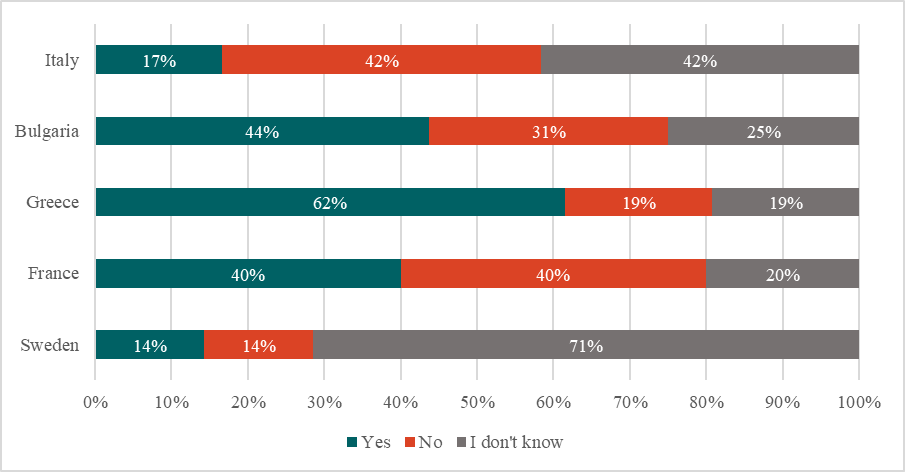 Italy 17% 42% 42%
Bulgaria 44% 31% 25%
Greece 62% 19% 19%
France 40% 40% 20%
Sweden 14% 14% 71%
0% 10% 20% 30% 40% 50% 60% 70% 80% 90% 100%
Yes No I don't know